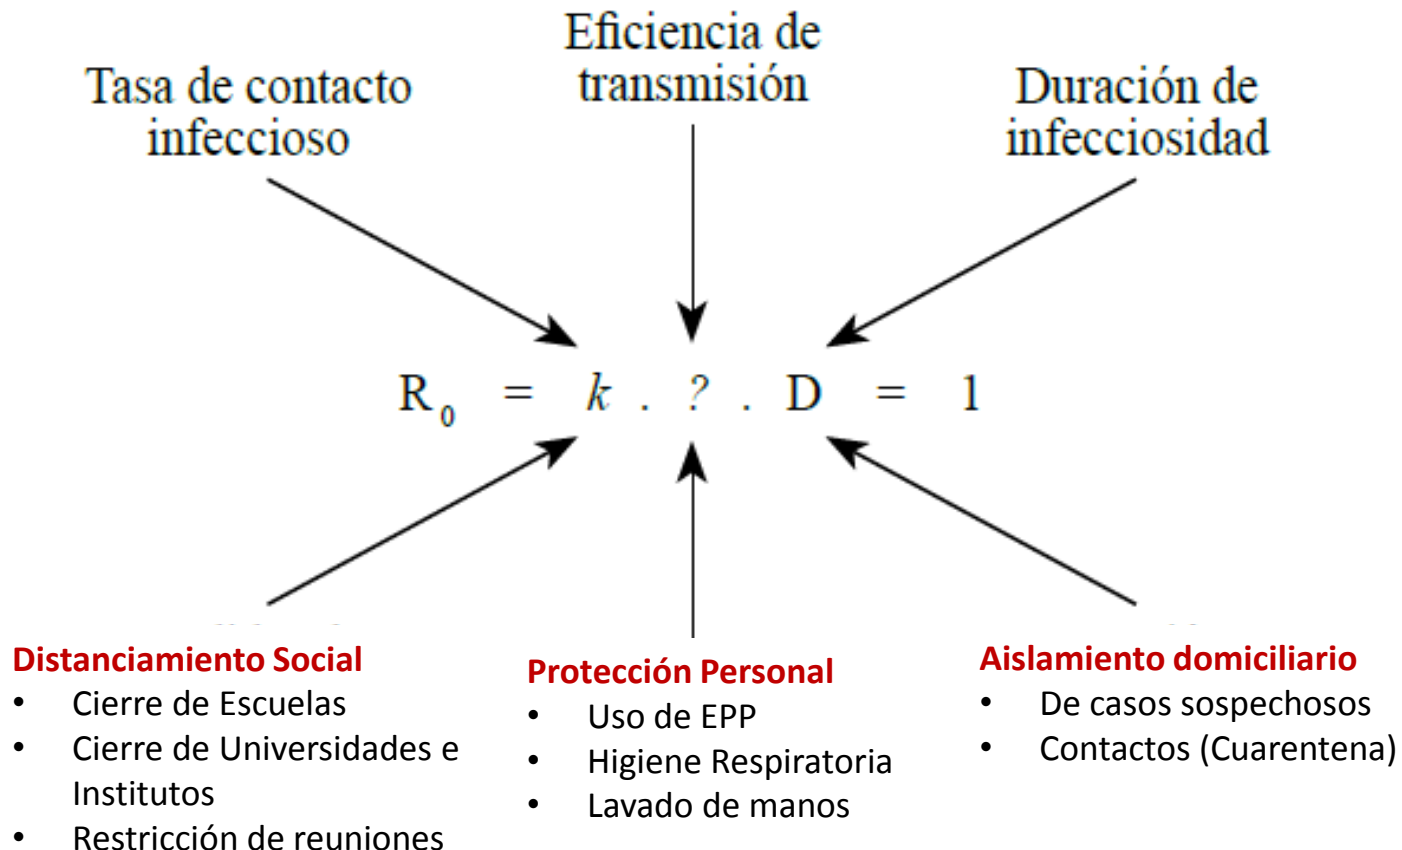 Eficiencia de
transmisión
Tasa de contacto
infeccioso
Duración de
infecciosidad
R₀ = k . ? . D = 1
Distanciamiento Social
• Cierre de Escuelas
• Cierre de Universidades e
Institutos
• Restricción de reuniones
Protección Personal
• Uso de EPP
• Higiene Respiratoria
• Lavado de manos
Aislamiento domiciliario
• De casos sospechosos
• Contactos (Cuarentena)